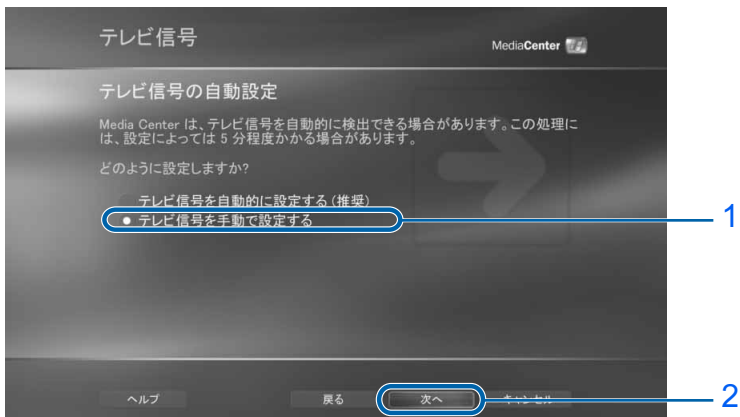 テレビ信号
MediaCenter
テレビ信号の自動設定
Media Center は、テレビ信号を自動的に検出できる場合があります。この処理に
は、設定によっては 5 分程度かかる場合があります。
どのように設定しますか?
テレビ信号を自動的に設定する(推奨)
テレビ信号を手動で設定する
1
ヘルプ
戻る
次へ
キャンセル
2